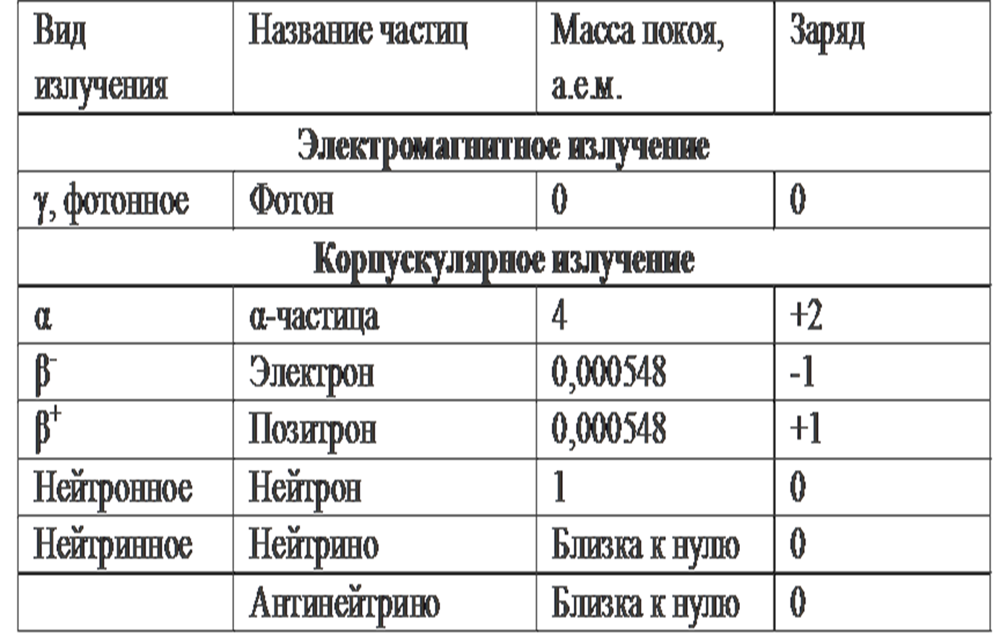 Вид Название частиц Масса покоя, Заряд
излучения а.е.м.
Электромагнитное излучение
γ, фотонное Фотон 0 0
Корпускулярное излучение
α α-частица 4 +2
β⁻ Электрон 0,000548 -1
β⁺ Позитрон 0,000548 +1
Нейтронное Нейтрон 1 0
Нейтринное Нейтрино Близка к нулю 0
Антинейтрино Близка к нулю 0